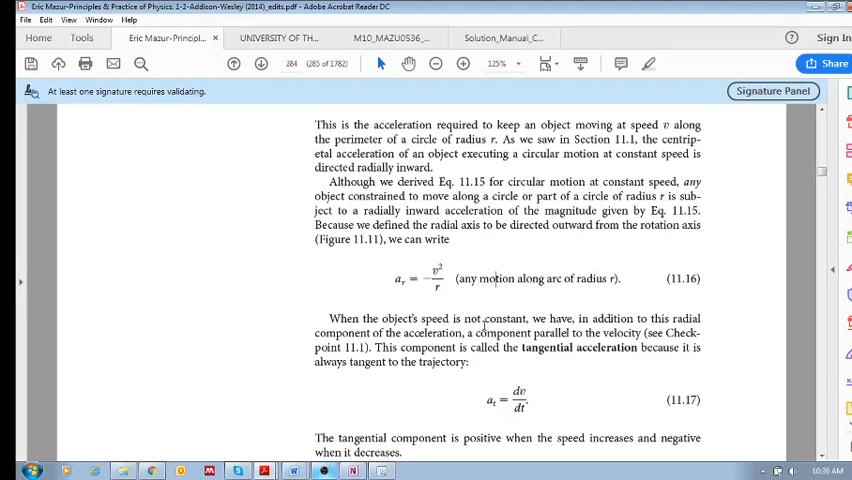 Eric Mazur-Principles & Practice of Physics. 1-2-Addison-Wesley (2014)_edits.pdf - Adobe Acrobat Reader DC
File Edit View Window Help
Home Tools Eric Mazur-Principl... × UNIVERSITY OF TH... M10_MAZU0536_... Solution_Manual_C... Sign In
284 (285 of 1782) 125% Share
At least one signature requires validating. Signature Panel
This is the acceleration required to keep an object moving at speed v along
the perimeter of a circle of radius r. As we saw in Section 11.1, the centrip-
etal acceleration of an object executing a circular motion at constant speed is
directed radially inward.
Although we derived Eq. 11.15 for circular motion at constant speed, any
object constrained to move along a circle or part of a circle of radius r is sub-
ject to a radially inward acceleration of the magnitude given by Eq. 11.15.
Because we defined the radial axis to be directed outward from the rotation axis
(Figure 11.11), we can write
a_r = −v²/r (any motion along arc of radius r). (11.16)
When the object's speed is not constant, we have, in addition to this radial
component of the acceleration, a component parallel to the velocity (see Check-
point 11.1). This component is called the tangential acceleration because it is
always tangent to the trajectory:
a_t = dv/dt. (11.17)
The tangential component is positive when the speed increases and negative
when it decreases.
10:39 AM